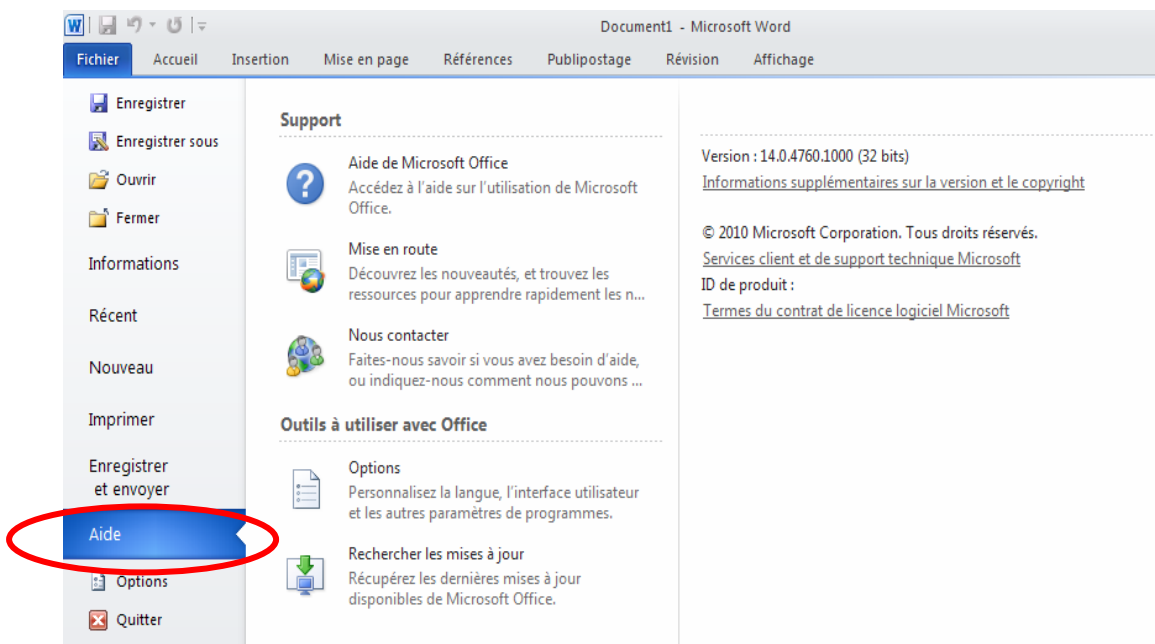 Document1 - Microsoft Word
Fichier Accueil Insertion Mise en page Références Publipostage Révision Affichage
Enregistrer
Enregistrer sous
Ouvrir
Fermer
Informations
Récent
Nouveau
Imprimer
Enregistrer
et envoyer
Aide
Options
Quitter
Support
Aide de Microsoft Office
Accédez à l'aide sur l'utilisation de Microsoft
Office.
Mise en route
Découvrez les nouveautés, et trouvez les
ressources pour apprendre rapidement les n...
Nous contacter
Faites-nous savoir si vous avez besoin d'aide,
ou indiquez-nous comment nous pouvons ...
Outils à utiliser avec Office
Options
Personnalisez la langue, l'interface utilisateur
et les autres paramètres de programmes.
Rechercher les mises à jour
Récupérez les dernières mises à jour
disponibles de Microsoft Office.
Version : 14.0.4760.1000 (32 bits)
Informations supplémentaires sur la version et le copyright
© 2010 Microsoft Corporation. Tous droits réservés.
Services client et de support technique Microsoft
ID de produit :
Termes du contrat de licence logiciel Microsoft